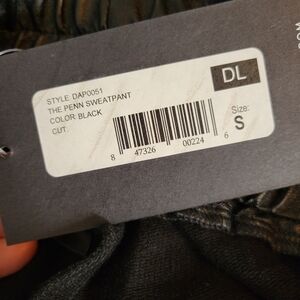 DL
STYLE: DAP0051
THE PENN SWEATPANT
COLOR: BLACK
CUT:
Size:
S
8 47326 00224 6